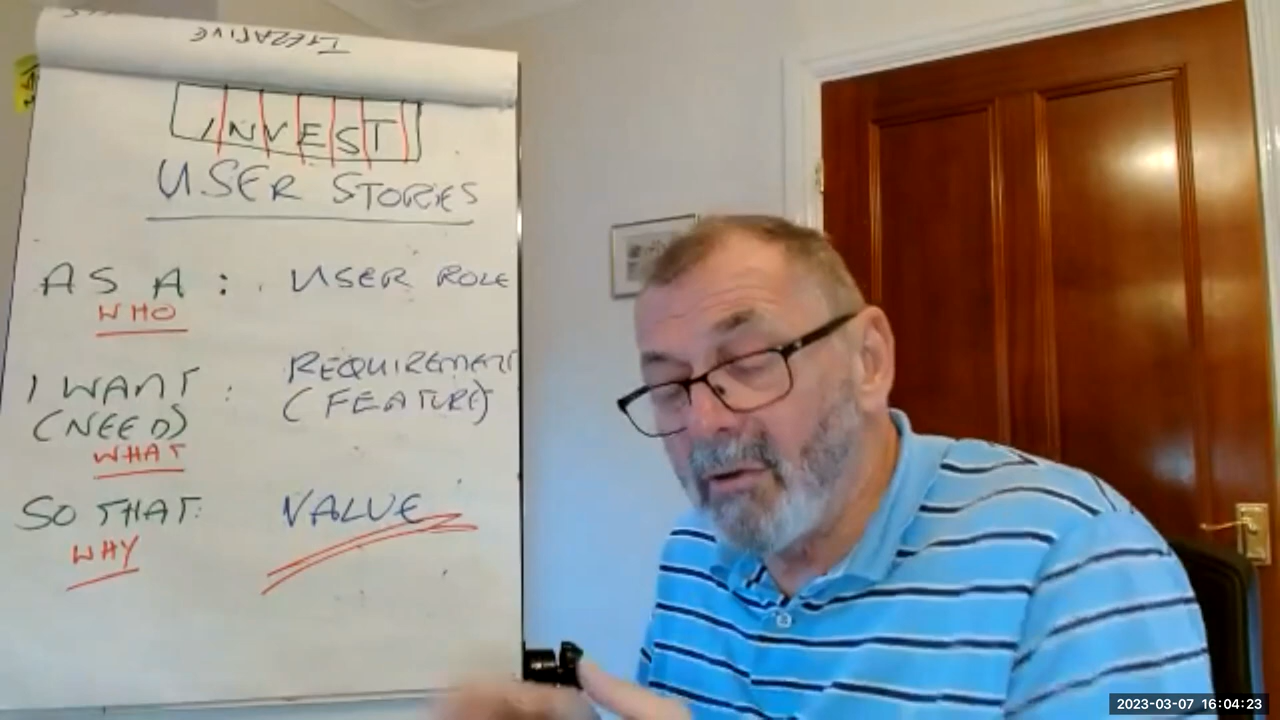 ITERATIVE
INVEST
USER STORIES
AS A : USER ROLE
WHO
I WANT : REQUIREMENT
(NEED) (FEATURE)
WHAT
SO THAT: VALUE
WHY
2023-03-07 16:04:23